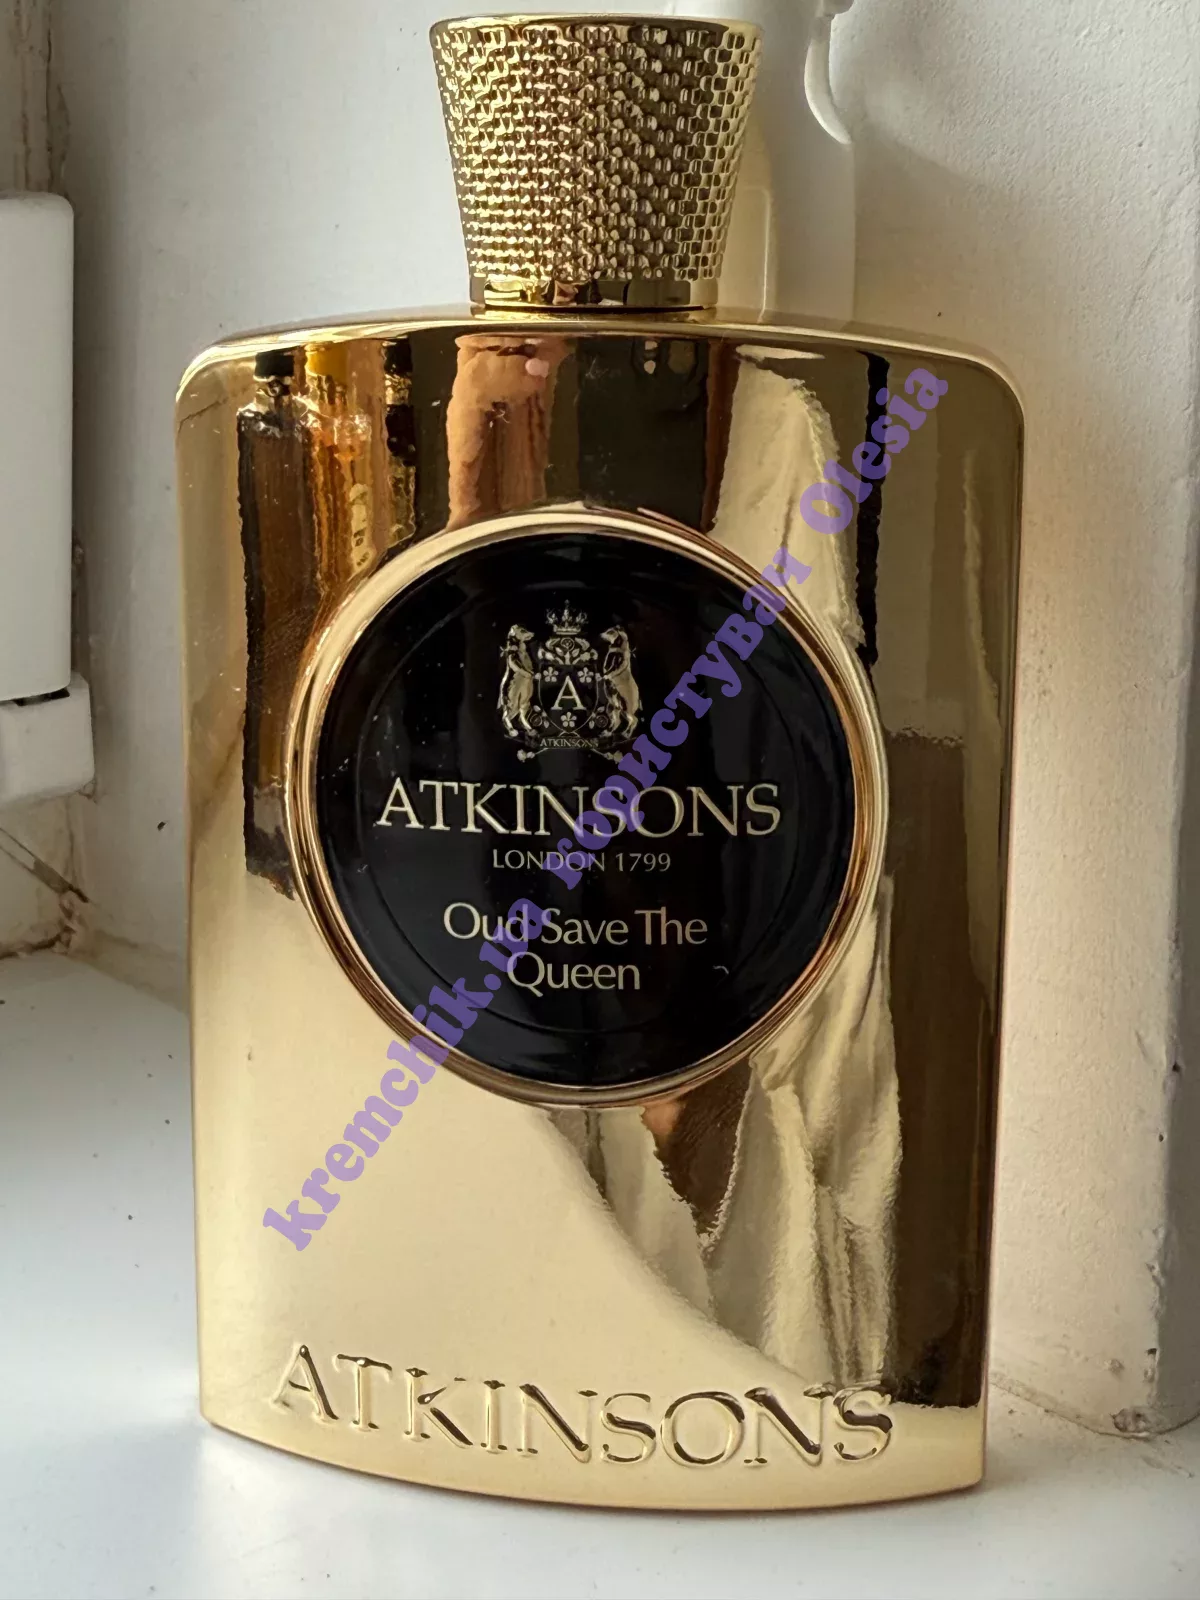 A
ATKINSONS
ATKINSONS
LONDON 1799
Oud Save The
Queen
kremchik.ua користувач Olesia
ATKINSONS